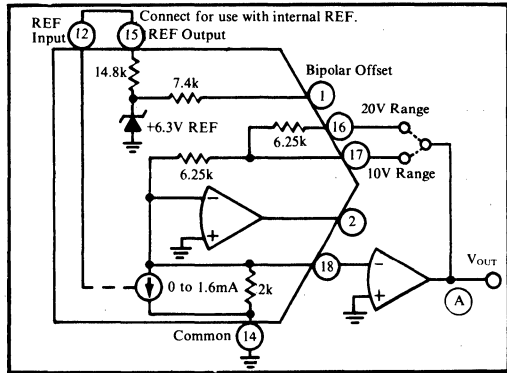 REF
Input
12
15
Connect for use with internal REF.
REF Output
14.8k
7.4k
Bipolar Offset
1
+6.3V REF
6.25k
16
20V Range
6.25k
17
10V Range
−
+
2
18
−
+
VOUT
A
0 to 1.6mA
2k
Common
14